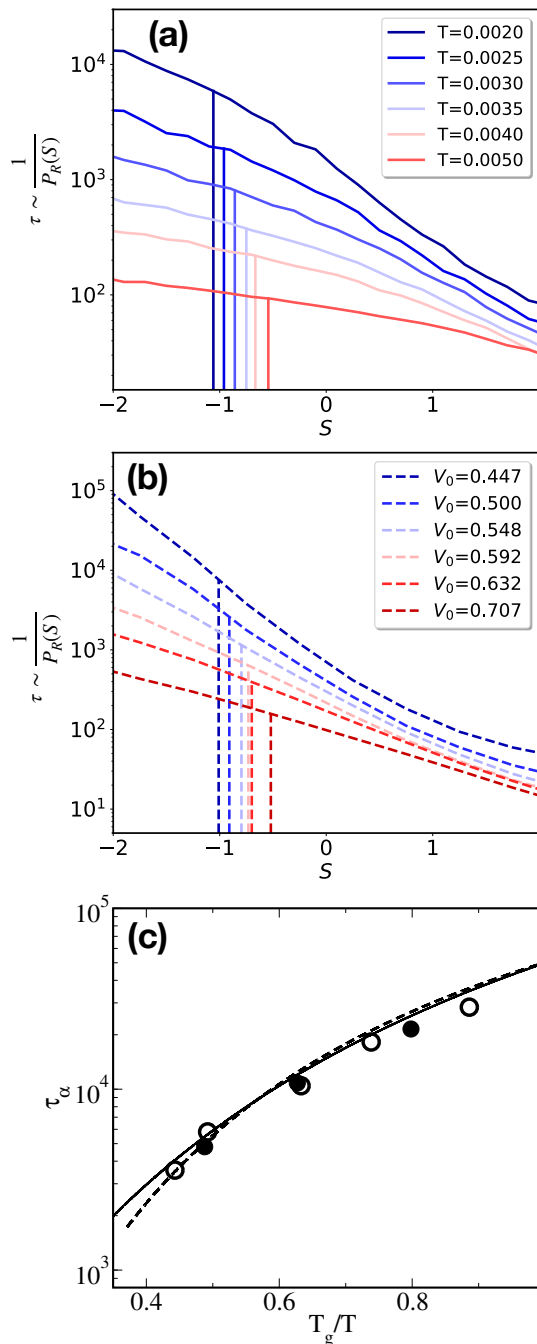 (a)
T=0.0020
T=0.0025
T=0.0030
T=0.0035
T=0.0040
T=0.0050
10^4
10^3
10^2
τ ~ 1/P_R(S)
-2 -1 0 1
S
(b)
V_0=0.447
V_0=0.500
V_0=0.548
V_0=0.592
V_0=0.632
V_0=0.707
10^5
10^4
10^3
10^2
10^1
τ ~ 1/P_R(S)
−2 −1 0 1
S
(c)
10^5
10^4
10^3
τ_α
0.4 0.6 0.8
T_g/T